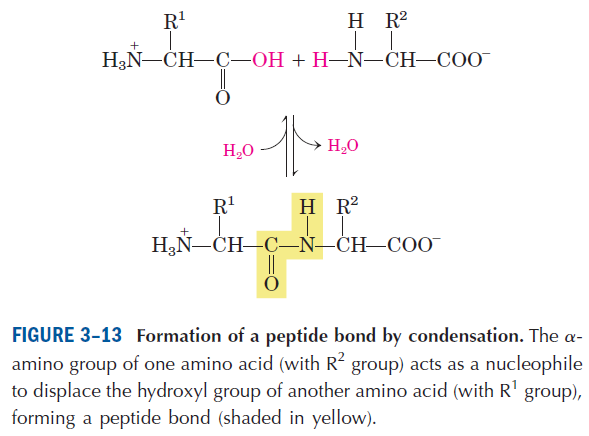 R¹ H R²
H₃N⁺—CH—C—OH + H—N—CH—COO⁻
O
H₂O H₂O
R¹ H R²
H₃N⁺—CH—C—N—CH—COO⁻
O
FIGURE 3–13 Formation of a peptide bond by condensation. The α-
amino group of one amino acid (with R² group) acts as a nucleophile
to displace the hydroxyl group of another amino acid (with R¹ group),
forming a peptide bond (shaded in yellow).